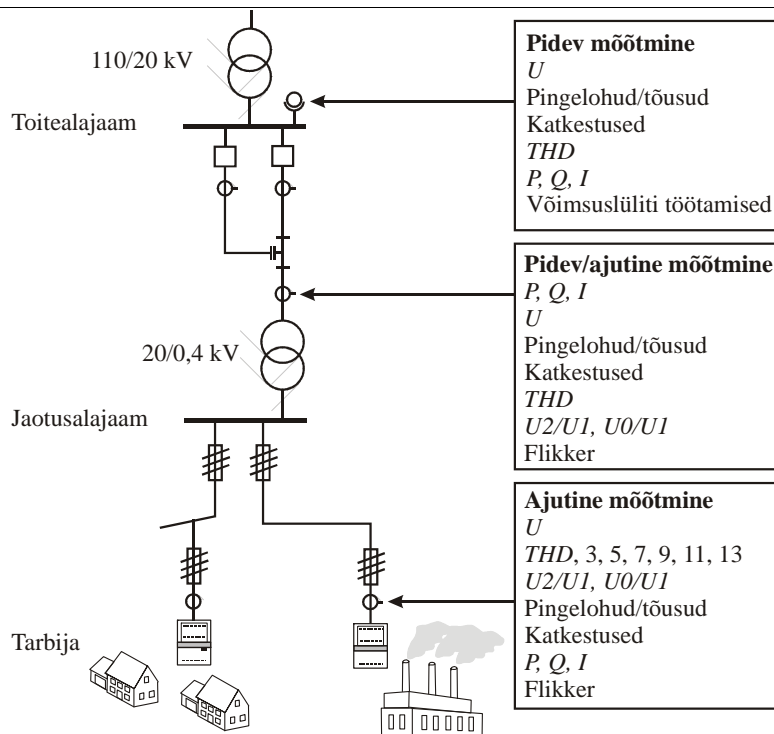 110/20 kV
Toitealajaam
Pidev mõõtmine
U
Pingelohud/tõusud
Katkestused
THD
P, Q, I
Võimsuslüliti töötamised
Pidev/ajutine mõõtmine
P, Q, I
U
Pingelohud/tõusud
Katkestused
THD
U2/U1, U0/U1
Flikker
20/0,4 kV
Jaotusalajaam
Ajutine mõõtmine
U
THD, 3, 5, 7, 9, 11, 13
U2/U1, U0/U1
Pingelohud/tõusud
Katkestused
P, Q, I
Flikker
Tarbija